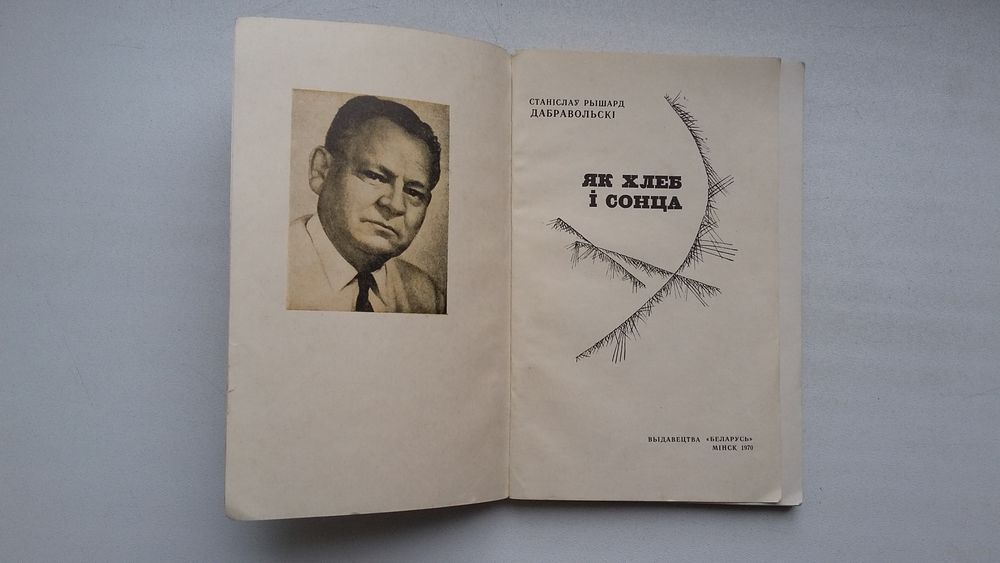 СТАНІСЛАЎ РЫШАРД
ДАБРАВОЛЬСКІ
ЯК ХЛЕБ
І СОНЦА
ВЫДАВЕЦТВА «БЕЛАРУСЬ»
МІНСК 1970